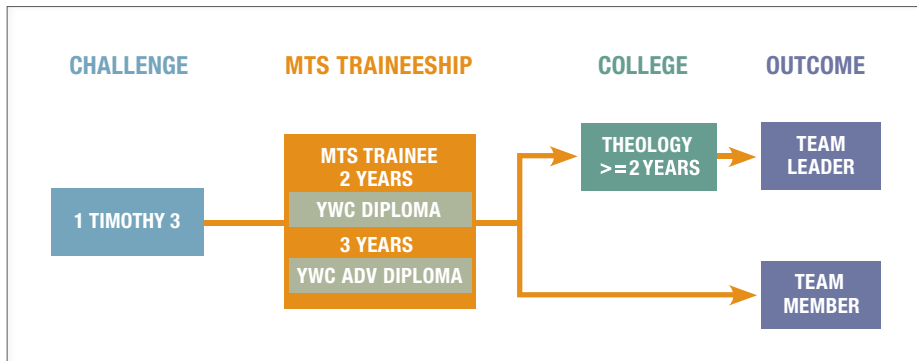 CHALLENGE
MTS TRAINEESHIP
COLLEGE
OUTCOME
1 TIMOTHY 3
MTS TRAINEE
2 YEARS
YWC DIPLOMA
3 YEARS
YWC ADV DIPLOMA
THEOLOGY
>=2 YEARS
TEAM
LEADER
TEAM
MEMBER